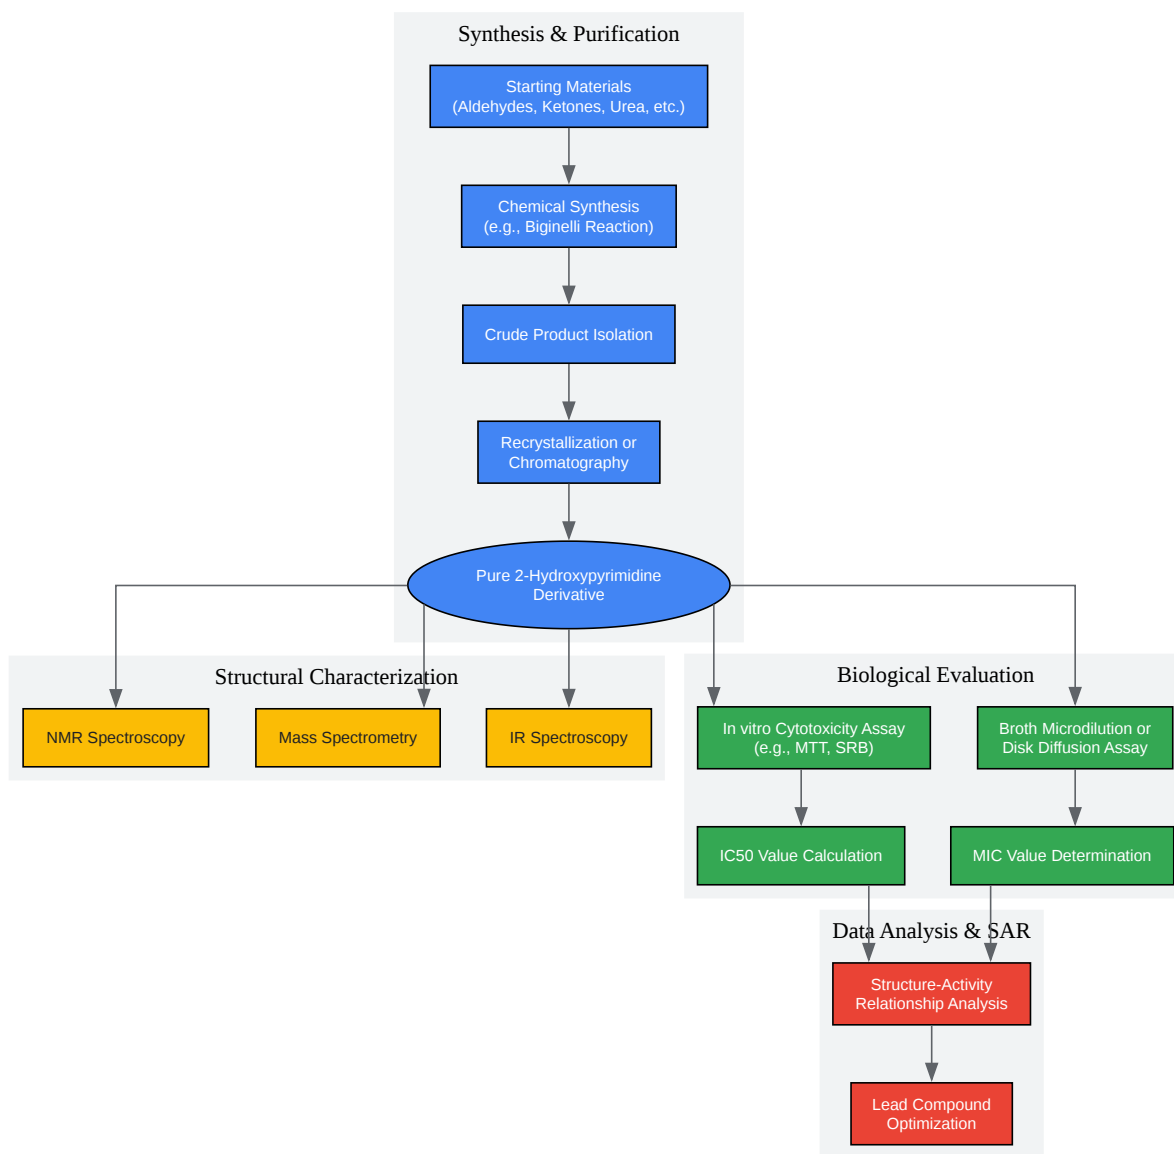 Synthesis & Purification
Starting Materials
(Aldehydes, Ketones, Urea, etc.)
Chemical Synthesis
(e.g., Biginelli Reaction)
Crude Product Isolation
Recrystallization or
Chromatography
Pure 2-Hydroxypyrimidine
Derivative
Structural Characterization
NMR Spectroscopy
Mass Spectrometry
IR Spectroscopy
Biological Evaluation
In vitro Cytotoxicity Assay
(e.g., MTT, SRB)
Broth Microdilution or
Disk Diffusion Assay
IC50 Value Calculation
MIC Value Determination
Data Analysis & SAR
Structure-Activity
Relationship Analysis
Lead Compound
Optimization